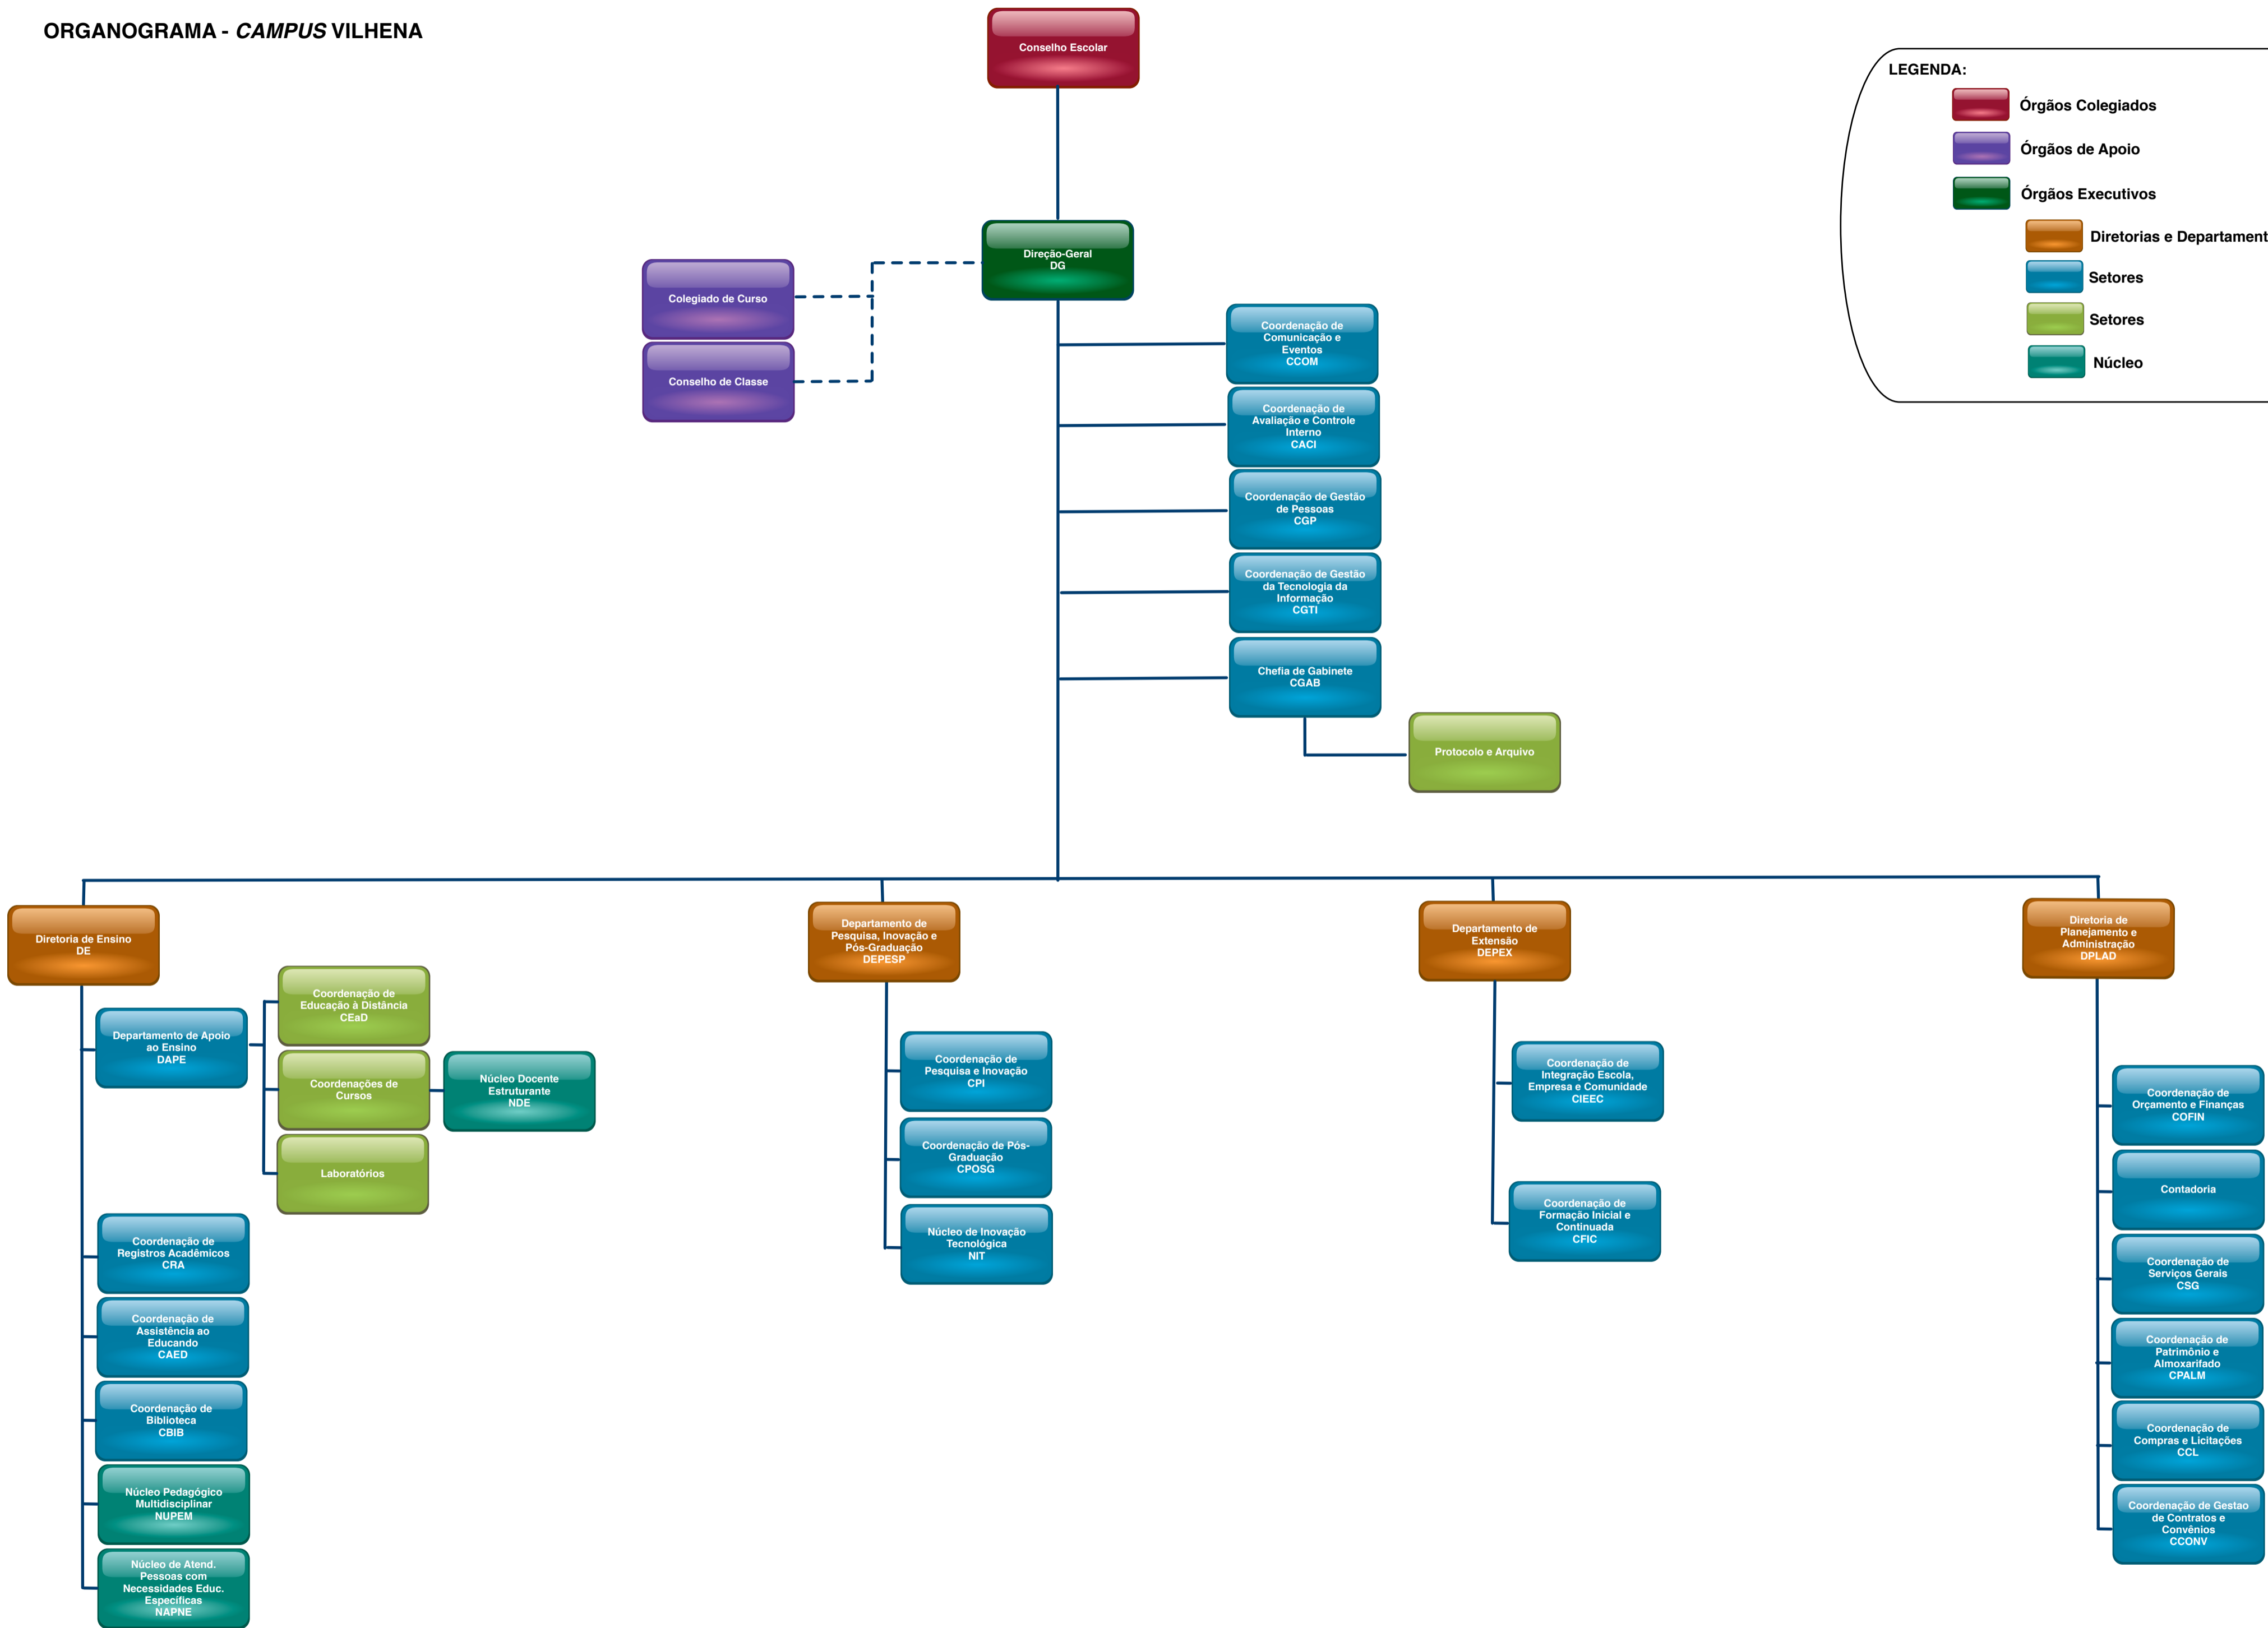 ORGANOGRAMA - CAMPUS VILHENA
Conselho Escolar
LEGENDA:
Órgãos Colegiados
Órgãos de Apoio
Órgãos Executivos
Diretorias e Departament
Setores
Setores
Núcleo
Direção-Geral
DG
Colegiado de Curso
Conselho de Classe
Coordenação de
Comunicação e
Eventos
CCOM
Coordenação de
Avaliação e Controle
Interno
CACI
Coordenação de Gestão
de Pessoas
CGP
Coordenação de Gestão
da Tecnologia da
Informação
CGTI
Chefia de Gabinete
CGAB
Protocolo e Arquivo
Diretoria de Ensino
DE
Departamento de Apoio
ao Ensino
DAPE
Coordenação de
Educação à Distância
CEaD
Coordenações de
Cursos
Núcleo Docente
Estruturante
NDE
Laboratórios
Coordenação de
Registros Acadêmicos
CRA
Coordenação de
Assistência ao
Educando
CAED
Coordenação de
Biblioteca
CBIB
Núcleo Pedagógico
Multidisciplinar
NUPEM
Núcleo de Atend.
Pessoas com
Necessidades Educ.
Específicas
NAPNE
Departamento de
Pesquisa, Inovação e
Pós-Graduação
DEPESP
Coordenação de
Pesquisa e Inovação
CPI
Coordenação de Pós-
Graduação
CPOSG
Núcleo de Inovação
Tecnológica
NIT
Departamento de
Extensão
DEPEX
Coordenação de
Integração Escola,
Empresa e Comunidade
CIEEC
Coordenação de
Formação Inicial e
Continuada
CFIC
Diretoria de
Planejamento e
Administração
DPLAD
Coordenação de
Orçamento e Finanças
COFIN
Contadoria
Coordenação de
Serviços Gerais
CSG
Coordenação de
Patrimônio e
Almoxarifado
CPALM
Coordenação de
Compras e Licitações
CCL
Coordenação de Gestao
de Contratos e
Convênios
CCONV